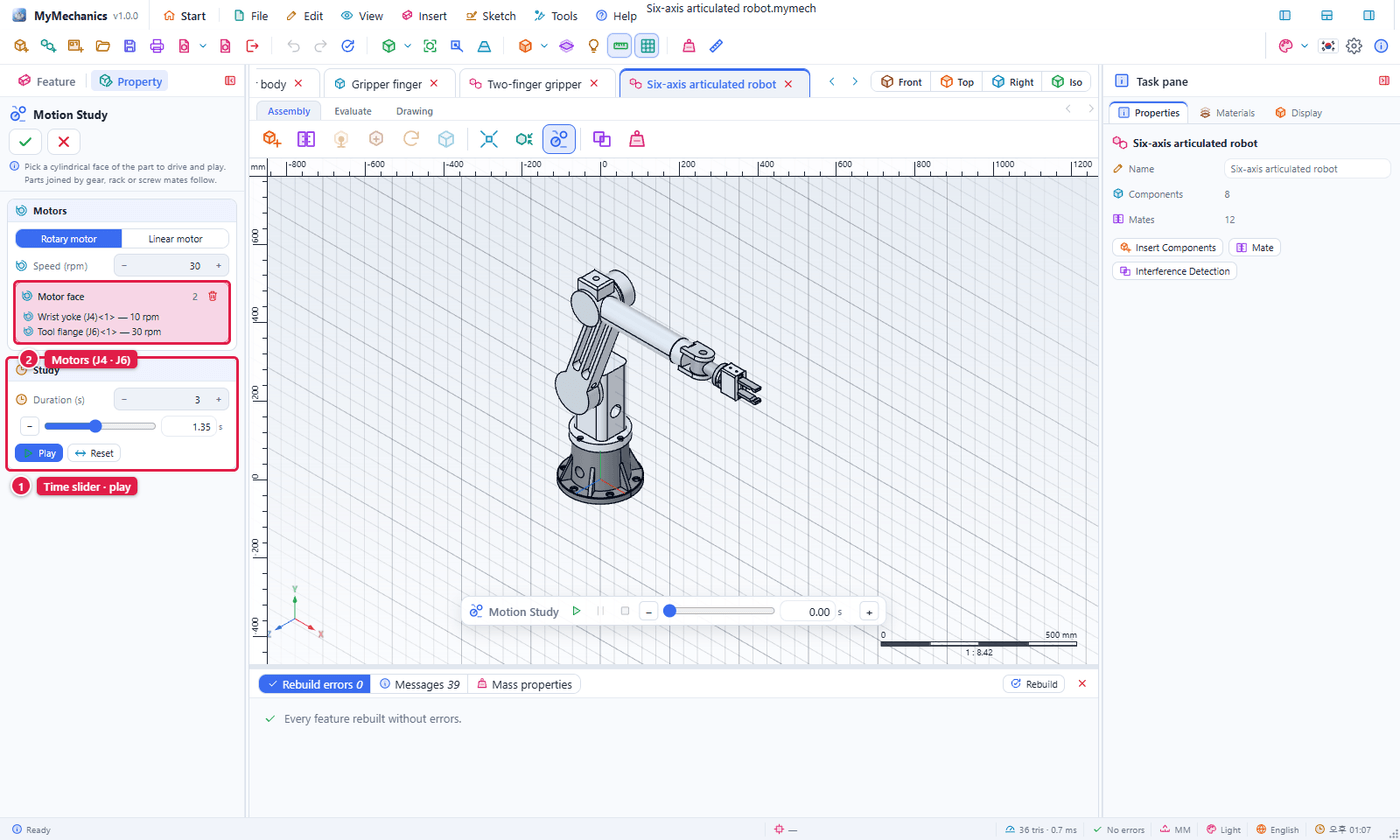 MyMechanics v1.0.0
Start File Edit View Insert Sketch Tools Help
Six-axis articulated robot.mymech
Feature Property
Motion Study
Pick a cylindrical face of the part to drive and play.
Parts joined by gear, rack or screw mates follow.
Motors
Rotary motor Linear motor
Speed (rpm) − 30 +
Motor face 2
Wrist yoke (J4)<1> — 10 rpm
Tool flange (J6)<1> — 30 rpm
2 Motors (J4 · J6)
Study
Duration (s) − 3 +
− 1.35 s
Play Reset
1 Time slider · play
body Gripper finger Two-finger gripper Six-axis articulated robot
Front Top Right Iso
Assembly Evaluate Drawing
mm -800 -600 -400 -200 0 200 400 600 800 1000 1200
600
400
200
0
-200
-400
Y
Z X
Motion Study − 0.00 s +
0 500 mm
1 : 8.42
Rebuild errors 0 Messages 39 Mass properties Rebuild
Every feature rebuilt without errors.
Task pane
Properties Materials Display
Six-axis articulated robot
Name Six-axis articulated robot
Components 8
Mates 12
Insert Components Mate
Interference Detection
Ready — 36 tris · 0.7 ms No errors MM Light English 오후 01:07